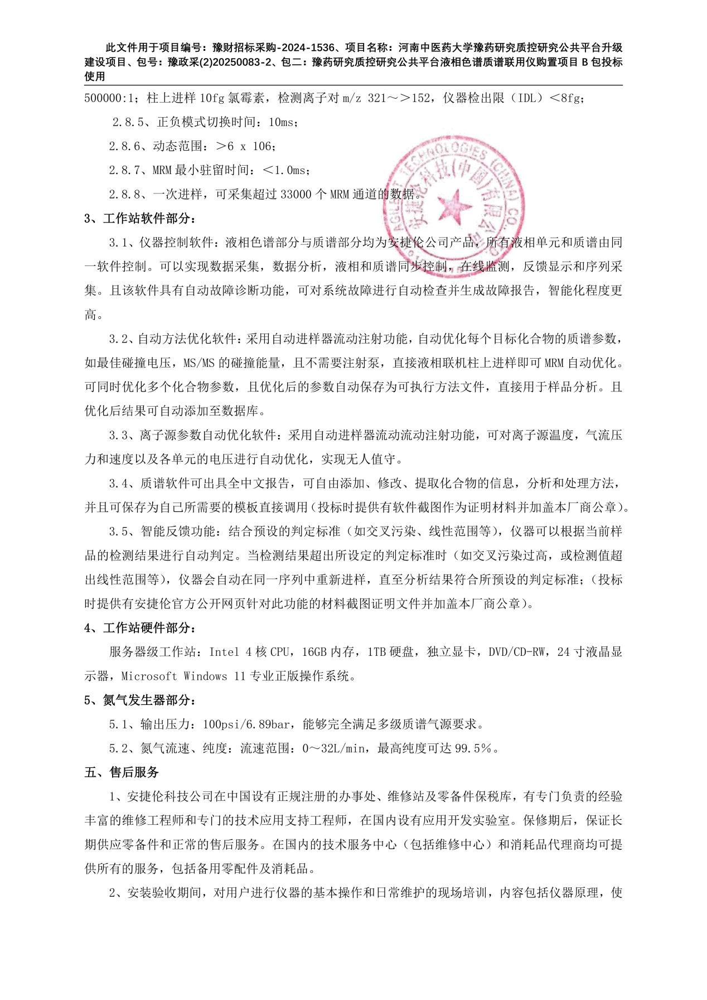 此文件用于项目编号：豫财招标采购-2024-1536、项目名称：河南中医药大学豫药研究质控研究公共平台升级
建设项目、包号：豫政采(2)20250083-2、包二：豫药研究质控研究公共平台液相色谱质谱联用仪购置项目 B 包投标
使用
500000:1；柱上进样 10fg 氯霉素，检测离子对 m/z 321～＞152，仪器检出限（IDL）＜8fg；
2.8.5、正负模式切换时间：10ms；
2.8.6、动态范围：＞6 x 106；
2.8.7、MRM 最小驻留时间：＜1.0ms；
2.8.8、一次进样，可采集超过 33000 个 MRM 通道的数据。
AGILENT TECHNOLOGIES (CHINA) CO., LTD.
安捷伦科技(中国)有限公司
3、工作站软件部分：
3.1、仪器控制软件：液相色谱部分与质谱部分均为安捷伦公司产品，所有液相单元和质谱由同
一软件控制。可以实现数据采集，数据分析，液相和质谱同步控制，在线监测，反馈显示和序列采
集。且该软件具有自动故障诊断功能，可对系统故障进行自动检查并生成故障报告，智能化程度更
高。
3.2、自动方法优化软件：采用自动进样器流动注射功能，自动优化每个目标化合物的质谱参数，
如最佳碰撞电压，MS/MS 的碰撞能量，且不需要注射泵，直接液相联机柱上进样即可 MRM 自动优化。
可同时优化多个化合物参数，且优化后的参数自动保存为可执行方法文件，直接用于样品分析。且
优化后结果可自动添加至数据库。
3.3、离子源参数自动优化软件：采用自动进样器流动流动注射功能，可对离子源温度，气流压
力和速度以及各单元的电压进行自动优化，实现无人值守。
3.4、质谱软件可出具全中文报告，可自由添加、修改、提取化合物的信息，分析和处理方法，
并且可保存为自己所需要的模板直接调用（投标时提供有软件截图作为证明材料并加盖本厂商公章）。
3.5、智能反馈功能：结合预设的判定标准（如交叉污染、线性范围等），仪器可以根据当前样
品的检测结果进行自动判定。当检测结果超出所设定的判定标准时（如交叉污染过高，或检测值超
出线性范围等），仪器会自动在同一序列中重新进样，直至分析结果符合所预设的判定标准；（投标
时提供有安捷伦官方公开网页针对此功能的材料截图证明文件并加盖本厂商公章）。
4、工作站硬件部分：
服务器级工作站：Intel 4 核 CPU，16GB 内存，1TB 硬盘，独立显卡，DVD/CD-RW，24 寸液晶显
示器，Microsoft Windows 11 专业正版操作系统。
5、氮气发生器部分：
5.1、输出压力：100psi/6.89bar，能够完全满足多级质谱气源要求。
5.2、氮气流速、纯度：流速范围：0～32L/min，最高纯度可达 99.5％。
五、售后服务
1、安捷伦科技公司在中国设有正规注册的办事处、维修站及零备件保税库，有专门负责的经验
丰富的维修工程师和专门的技术应用支持工程师，在国内设有应用开发实验室。保修期后，保证长
期供应零备件和正常的售后服务。在国内的技术服务中心（包括维修中心）和消耗品代理商均可提
供所有的服务，包括备用零配件及消耗品。
2、安装验收期间，对用户进行仪器的基本操作和日常维护的现场培训，内容包括仪器原理，使